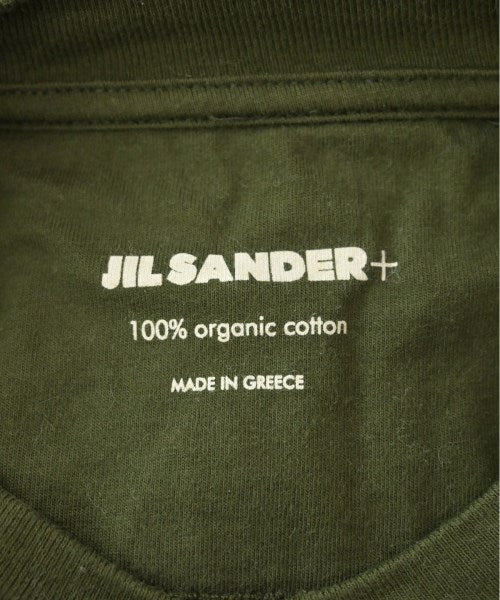 JIL SANDER+
100% organic cotton
MADE IN GREECE